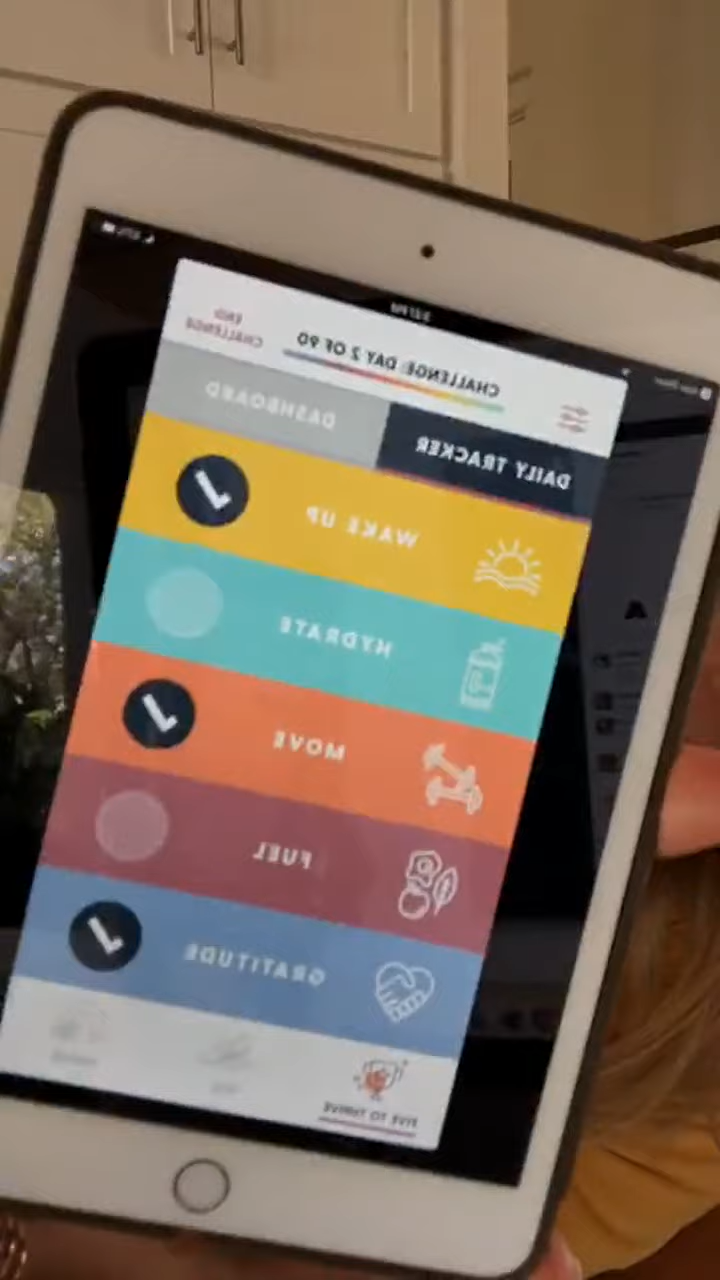 END
CHALLENGE
CHALLENGE: DAY 2 OF 90
DAILY TRACKER
DASHBOARD
WAKE UP
HYDRATE
MOVE
FUEL
GRATITUDE
FIVE TO THRIVE